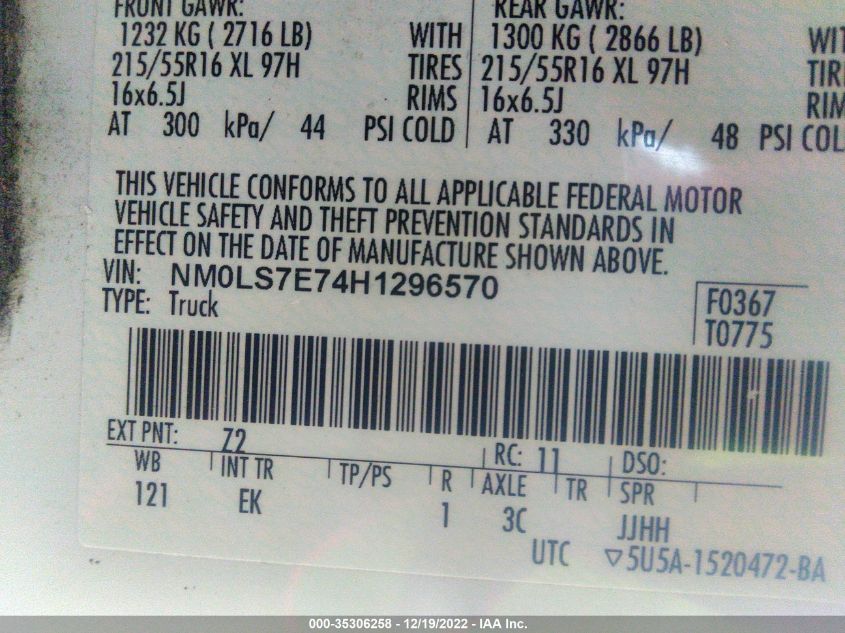 FRONT GAWR: REAR GAWR:
1232 KG ( 2716 LB) WITH 1300 KG ( 2866 LB)
215/55R16 XL 97H TIRES 215/55R16 XL 97H
16x6.5J RIMS 16x6.5J
AT 300 kPa/ 44 PSI COLD AT 330 kPa/ 48 PSI
THIS VEHICLE CONFORMS TO ALL APPLICABLE FEDERAL MOTOR
VEHICLE SAFETY AND THEFT PREVENTION STANDARDS IN
EFFECT ON THE DATE OF MANUFACTURE SHOWN ABOVE.
VIN: NM0LS7E74H1296570
TYPE: Truck
F0367
T0775
EXT PNT: Z2 RC: 11 DSO:
WB INT TR TP/PS R AXLE TR SPR
121 EK 1 3C JJHH
UTC ▽5U5A-1520472-BA
000-35306258 - 12/19/2022 - IAA Inc.